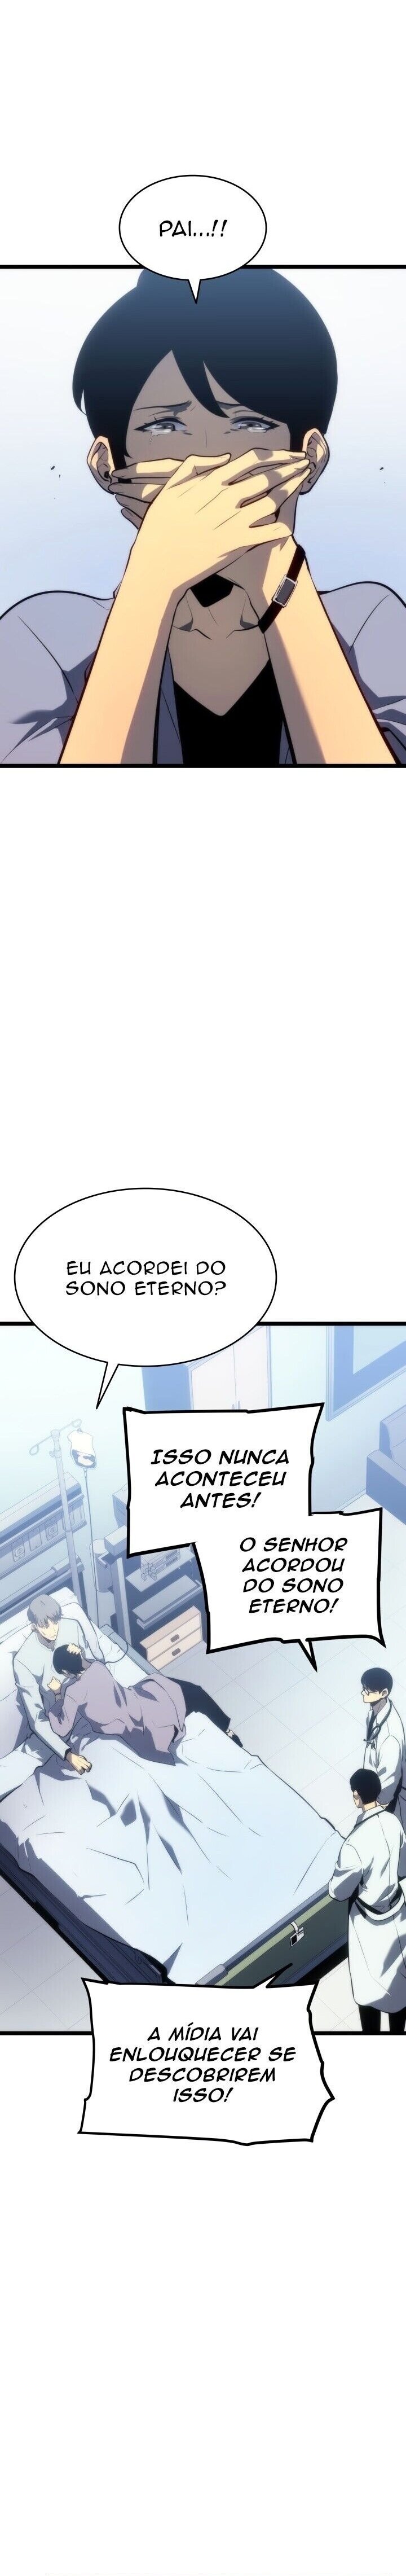 PAI...!!
EU ACORDEI DO
SONO ETERNO?
ISSO NUNCA
ACONTECEU
ANTES!
O SENHOR
ACORDOU
DO SONO
ETERNO!
A MÍDIA VAI
ENLOUQUECER SE
DESCOBRIREM
ISSO!